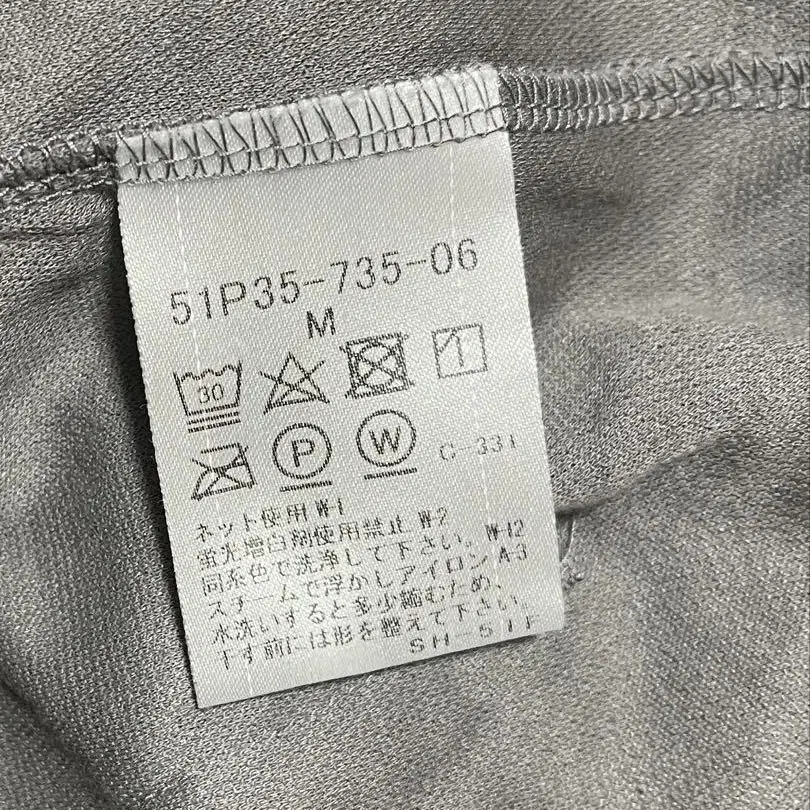 51P35-735-06
M
30
P W C-331
ネット使用 W-1
蛍光増白剤使用禁止 W-2
同系色で洗浄して下さい。W-12
スチームで浮かしアイロン A-3
水洗いすると多少縮むため、
干す前には形を整えて下さい。
SH-51F